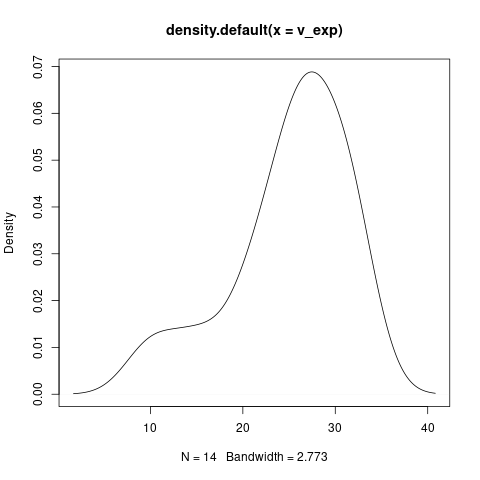 density.default(x = v_exp)
Density
0.07
0.06
0.05
0.04
0.03
0.02
0.01
0.00
10 20 30 40
N = 14 Bandwidth = 2.773